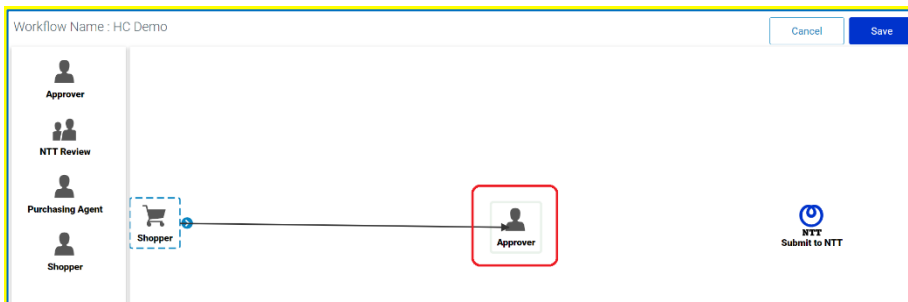 Workflow Name : HC Demo
Cancel
Save
Approver
NTT Review
Purchasing Agent
Shopper
Shopper
Approver
NTT
Submit to NTT